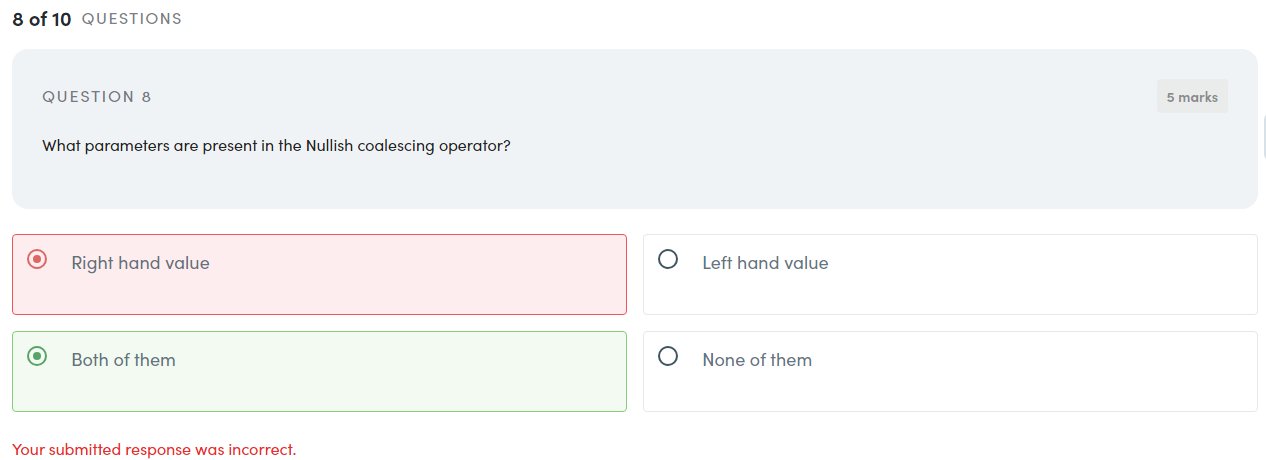 8 of 10 QUESTIONS
QUESTION 8
5 marks
What parameters are present in the Nullish coalescing operator?
Right hand value
Left hand value
Both of them
None of them
Your submitted response was incorrect.